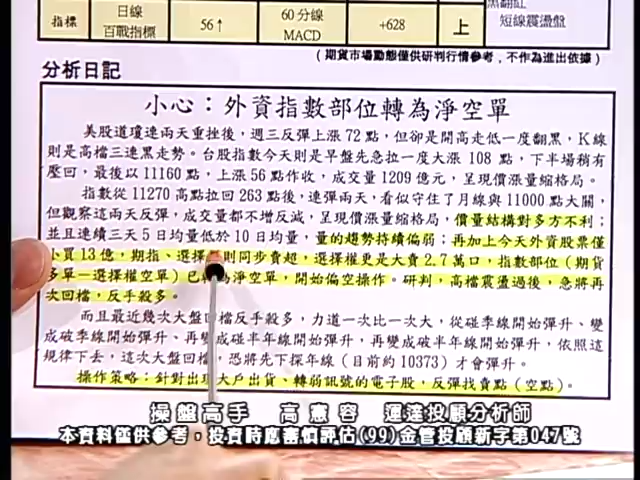 黑翻紅
指標
日線
百戰指標
56↑
60分線
MACD
+628
上
短線震盪盤
（期貨市場動態僅供研判行情參考，不作為進出依據）
分析日記
小心：外資指數部位轉為淨空單
美股道瓊連兩天重挫後，週三反彈上漲72點，但卻是開高走低一度翻黑，K線
則是高檔三連黑走勢。台股指數今天則是早盤先急拉一度大漲108點，下半場稍有
壓回，最後以11160點，上漲56點作收，成交量1209億元，呈現價漲量縮格局。
指數從11270高點拉回263點後，連彈兩天，看似守住了月線與11000點大關，
但觀察這兩天反彈，成交量都不增反減，呈現價漲量縮格局，價量結構對多方不利；
並且連續三天5日均量低於10日均量，量的趨勢持續偏弱；再加上今天外資股票僅
小買13億，期指、選擇 則同步賣超，選擇權更是大賣2.7萬口，指數部位（期貨
多單－選擇權空單）已轉為淨空單，開始偏空操作。研判，高檔震盪過後，急將再
次回檔，反手殺多。
而且最近幾次大盤回檔反手殺多，力道一次比一次大，從碰季線開始彈升、變
成破季線開始彈升、再變成碰半年線開始彈升，再變成破半年線開始彈升，依照這
規律下去，這次大盤回檔，恐將先下探年線（目前約10373）才會彈升。
操作策略：針對出現大戶出貨、轉弱訊號的電子股，反彈找賣點（空點）。
操盤高手 高憲容 運達投顧分析師
本資料僅供參考，投資時應審慎評估(99)金管投顧新字第047號